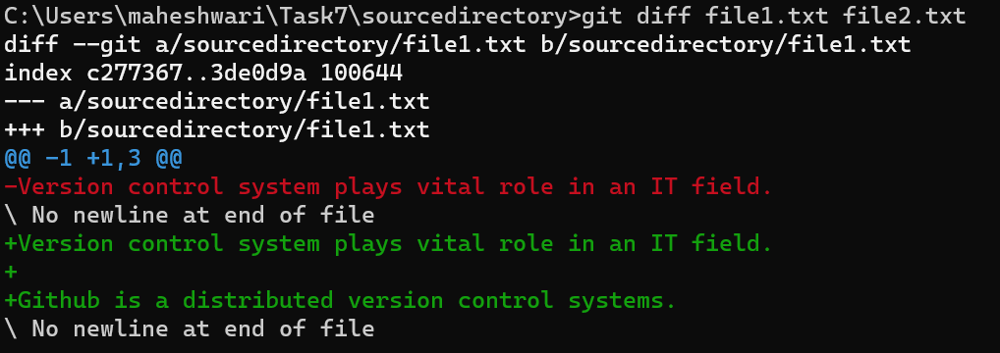 C:\Users\maheshwari\Task7\sourcedirectory>git diff file1.txt file2.txt
diff --git a/sourcedirectory/file1.txt b/sourcedirectory/file1.txt
index c277367..3de0d9a 100644
--- a/sourcedirectory/file1.txt
+++ b/sourcedirectory/file1.txt
@@ -1 +1,3 @@
-Version control system plays vital role in an IT field.
\ No newline at end of file
+Version control system plays vital role in an IT field.
+
+Github is a distributed version control systems.
\ No newline at end of file